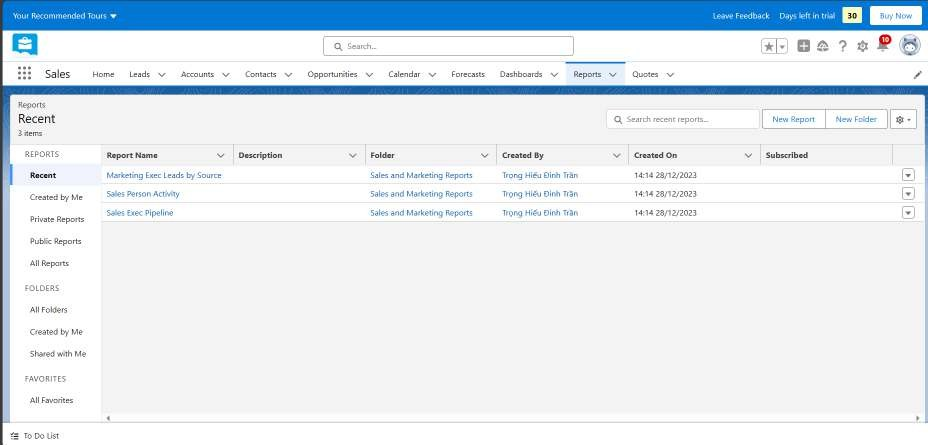 Your Recommended Tours
Leave Feedback Days left in trial 30 Buy Now
Search...
10
Sales Home Leads Accounts Contacts Opportunities Calendar Forecasts Dashboards Reports Quotes
Reports
Recent
3 items
Search recent reports...
New Report New Folder
REPORTS
Recent
Created by Me
Private Reports
Public Reports
All Reports
FOLDERS
All Folders
Created by Me
Shared with Me
FAVORITES
All Favorites
Report Name Description Folder Created By Created On Subscribed
Marketing Exec Leads by Source Sales and Marketing Reports Trọng Hiếu Đinh Trần 14:14 28/12/2023
Sales Person Activity Sales and Marketing Reports Trọng Hiếu Đinh Trần 14:14 28/12/2023
Sales Exec Pipeline Sales and Marketing Reports Trọng Hiếu Đinh Trần 14:14 28/12/2023
To Do List